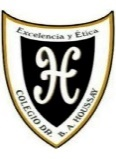 Excelencia y Ética
H
COLEGIO DR. B. A. HOUSSAY